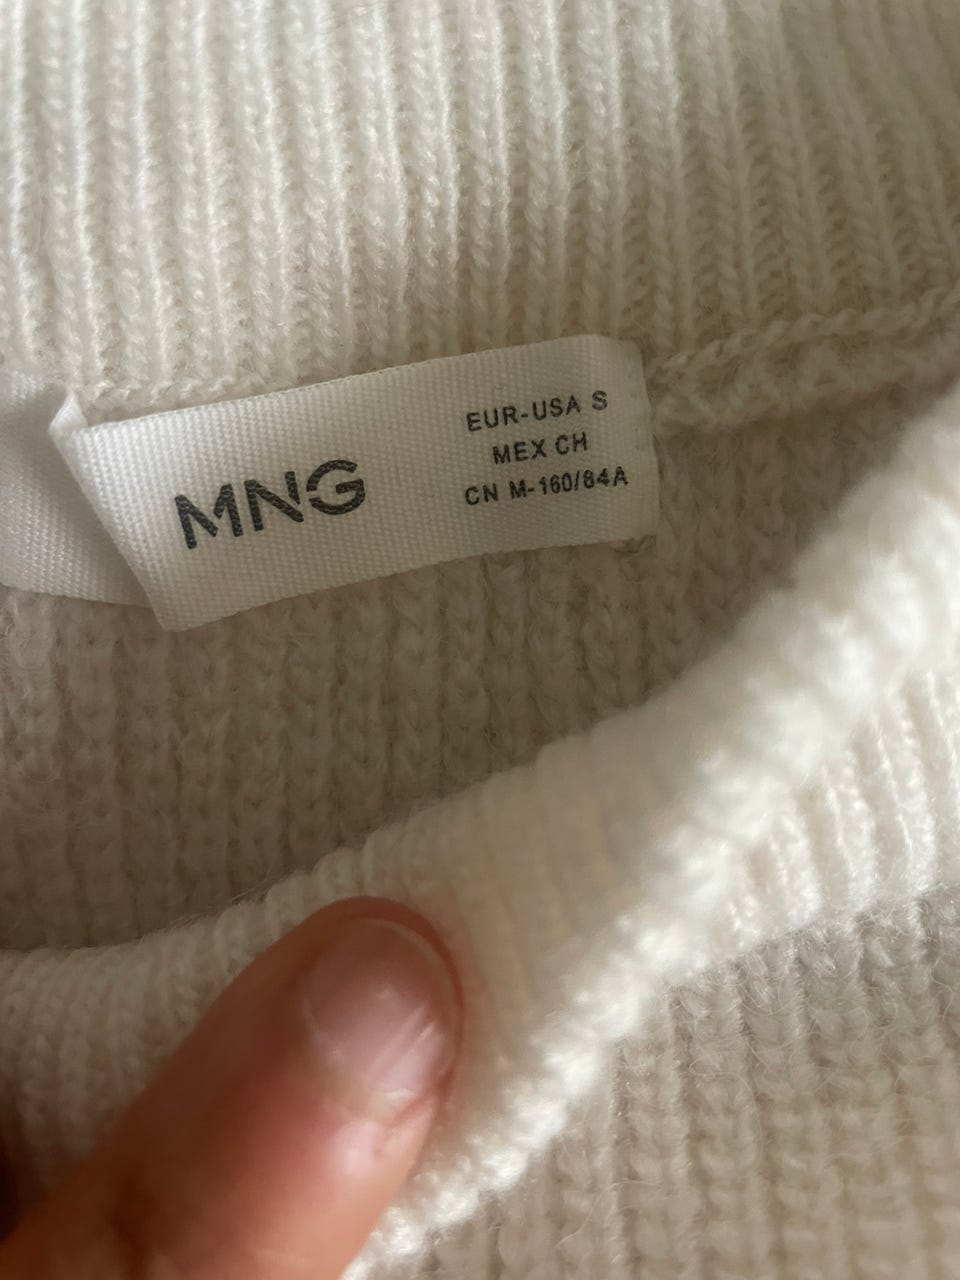 MNG
EUR-USA S
MEX CH
CN M-160/84A